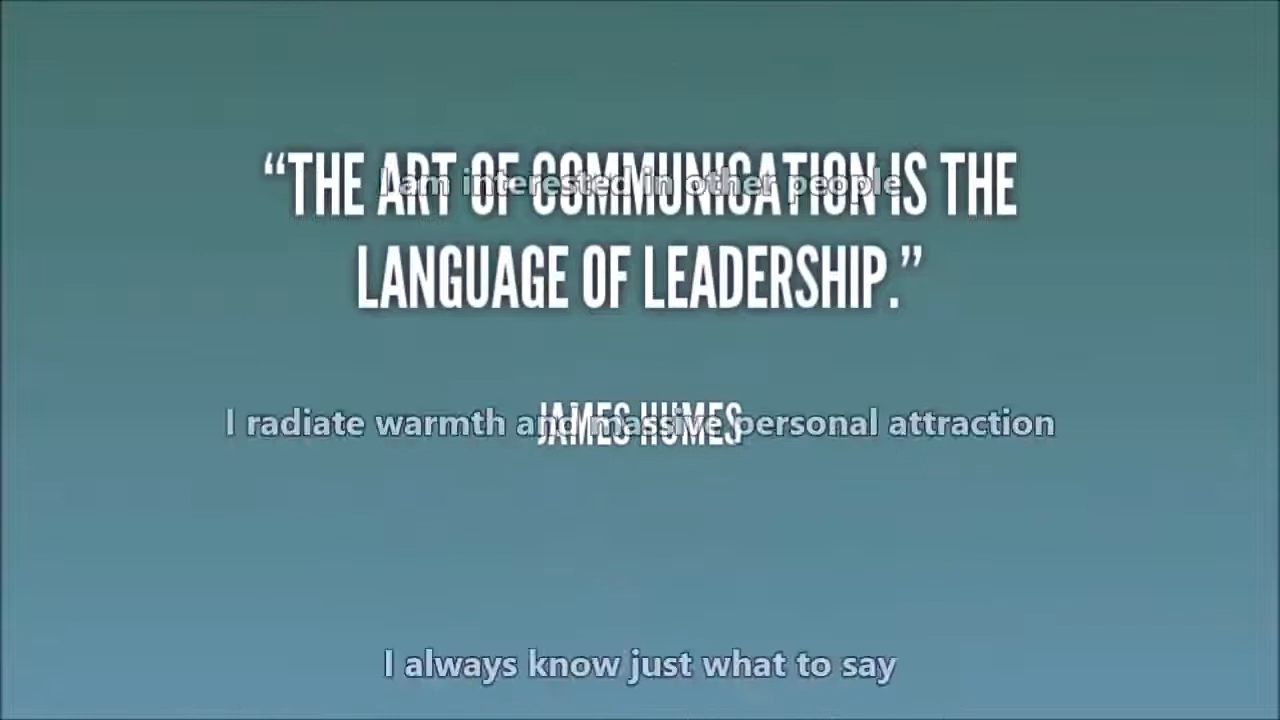 “THE ART OF COMMUNICATION IS THE
I am interested in other people
LANGUAGE OF LEADERSHIP.”
JAMES HUMES
I radiate warmth and massive personal attraction
I always know just what to say